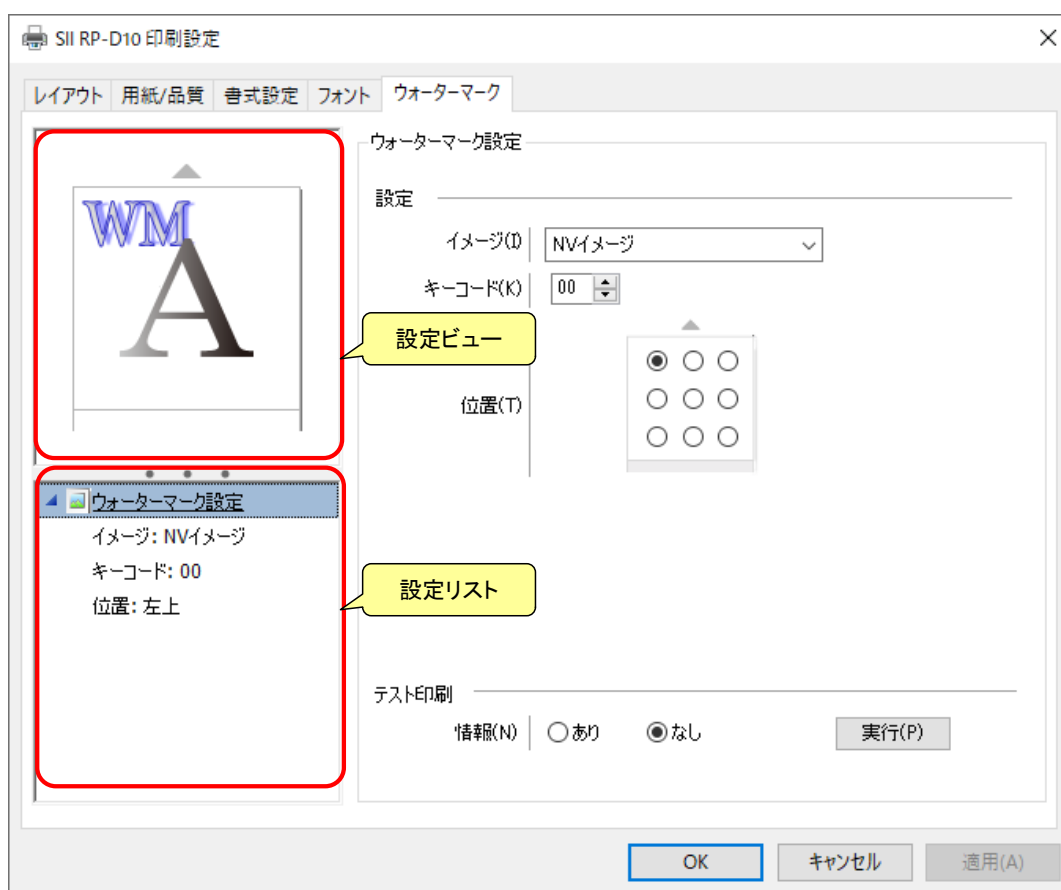 SII RP-D10 印刷設定
レイアウト 用紙/品質 書式設定 フォント ウォーターマーク
WM
A
ウォーターマーク設定
イメージ: NVイメージ
キーコード: 00
位置: 左上
設定ビュー
設定リスト
ウォーターマーク設定
設定
イメージ(I) NVイメージ
キーコード(K) 00
位置(T)
テスト印刷
情報(N) あり なし 実行(P)
OK キャンセル 適用(A)